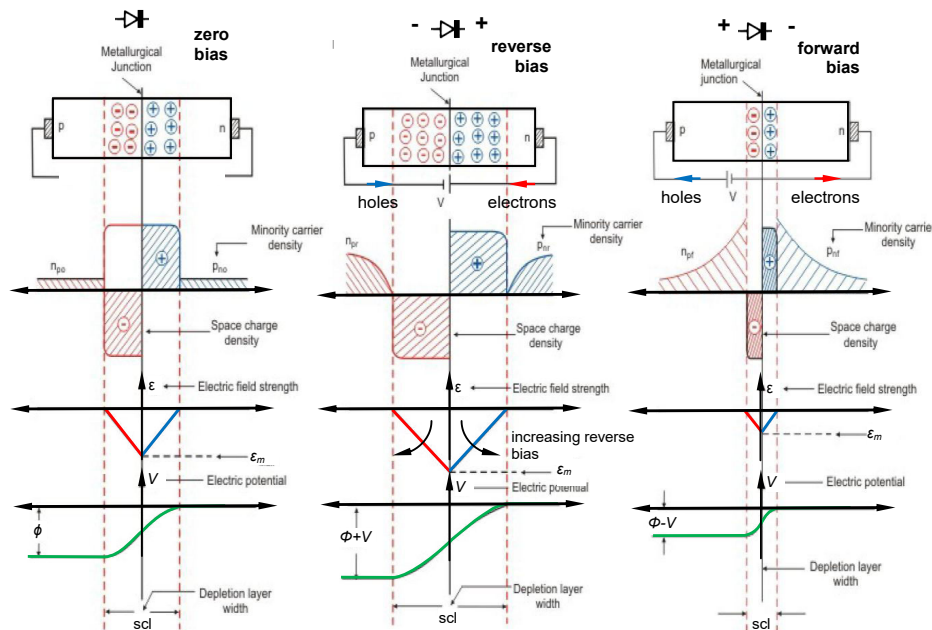 zero
bias
Metallurgical
Junction
p
n
n_po
p_no
Minority carrier
density
+
-
Space charge
density
ε
Electric field strength
ε_m
V
Electric potential
ϕ
Depletion layer
width
scl
- +
reverse
bias
Metallurgical
Junction
p
n
holes
V
electrons
n_pr
p_nr
Minority carrier
density
+
-
Space charge
density
ε
Electric field strength
increasing reverse
bias
ε_m
V
Electric potential
Φ+V
Depletion layer
width
scl
+ -
forward
bias
Metallurgical
junction
p
n
holes
V
electrons
n_pf
p_nf
Minority carrier
density
+
-
Space charge
density
ε
Electric field strength
ε_m
V
Electric potential
Φ-V
Depletion layer
width
scl